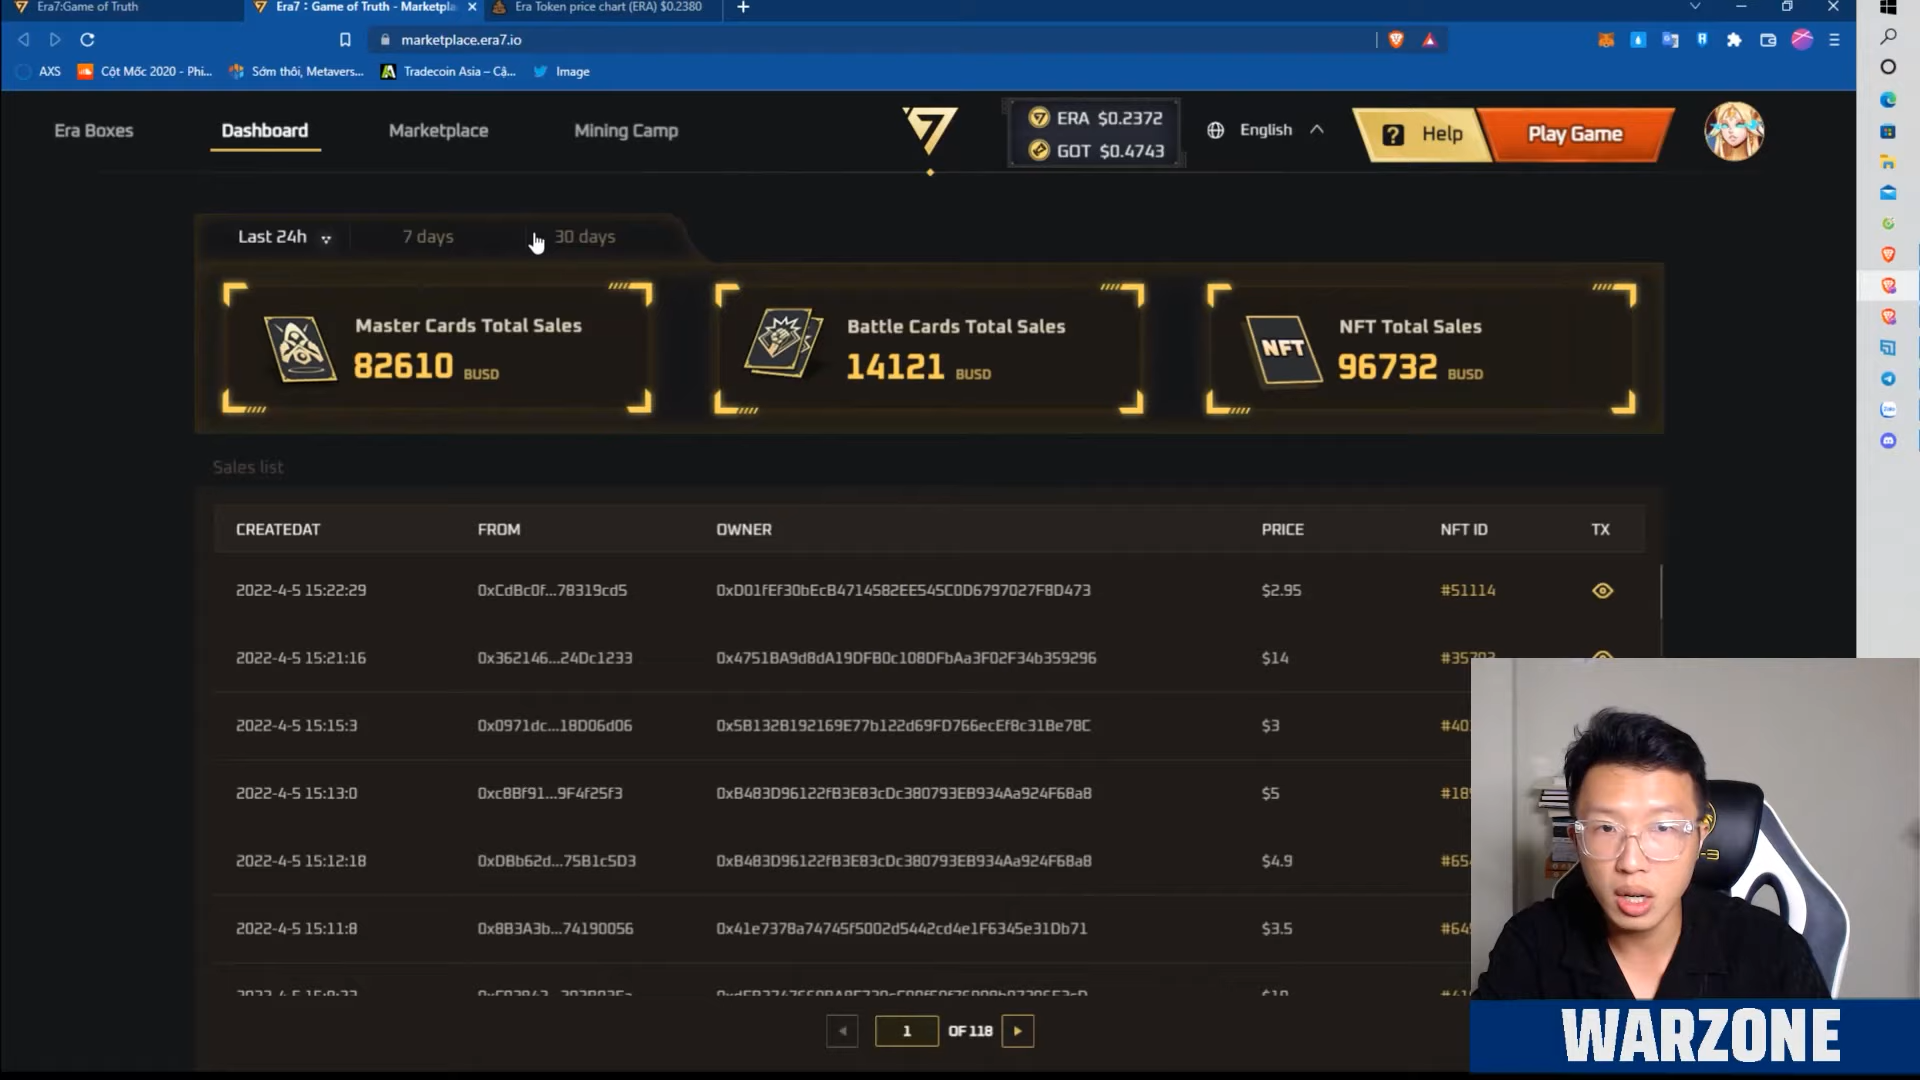 Era7:Game of Truth
Era7 : Game of Truth - Marketpla
Era Token price chart (ERA) $0.2380
marketplace.era7.io
AXS
Cột Mốc 2020 - Phi...
Sớm thôi, Metavers...
Tradecoin Asia – Cậ...
Image
Era Boxes
Dashboard
Marketplace
Mining Camp
ERA $0.2372
GOT $0.4743
English
? Help
Play Game
Last 24h
7 days
30 days
Master Cards Total Sales
82610 BUSD
Battle Cards Total Sales
14121 BUSD
NFT
NFT Total Sales
96732 BUSD
Sales list
CREATEDAT FROM OWNER PRICE NFT ID TX
2022-4-5 15:22:29 0xCdBc0f...78319cd5 0xD01fEf30bEcB4714582EE545C0D6797027F8D473 $2.95 #51114
2022-4-5 15:21:16 0x362146...24Dc1233 0x4751BA9d8dA19DFB0c108DFbAa3F02F34b359296 $14
2022-4-5 15:15:3 0x0971dc...18D06d06 0x5B132B192169E77b122d69FD766ecEf8c31Be78C $3 #40
2022-4-5 15:13:0 0xc8Bf91...9F4f25f3 0xB483D96122fB3E83cDc380793EB934Aa924F68a8 $5 #18
2022-4-5 15:12:18 0xDBb62d...75B1c5D3 0xB483D96122fB3E83cDc380793EB934Aa924F68a8 $4.9 #65
2022-4-5 15:11:8 0x8B3A3b...74190056 0x41e7378a74745f5002d5442cd4e1F6345e31Db71 $3.5 #64
1 OF 118
WARZONE